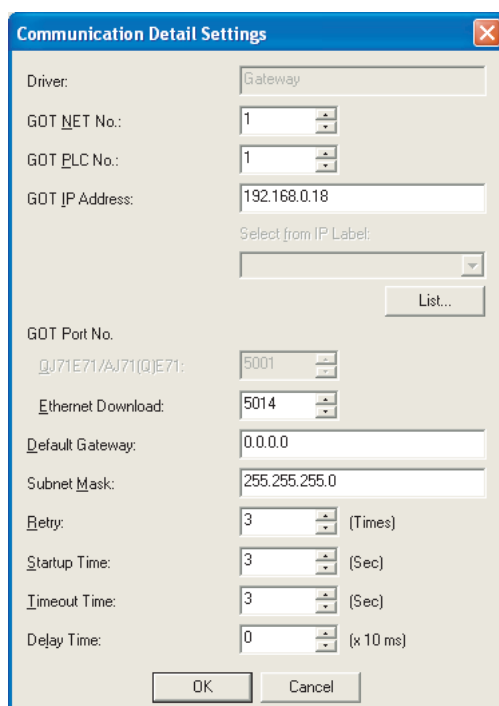 Communication Detail Settings
Driver: Gateway
GOT NET No.: 1
GOT PLC No.: 1
GOT IP Address: 192.168.0.18
Select from IP Label:
List...
GOT Port No.
QJ71E71/AJ71(Q)E71: 5001
Ethernet Download: 5014
Default Gateway: 0.0.0.0
Subnet Mask: 255.255.255.0
Retry: 3 (Times)
Startup Time: 3 (Sec)
Timeout Time: 3 (Sec)
Delay Time: 0 (x 10 ms)
OK Cancel